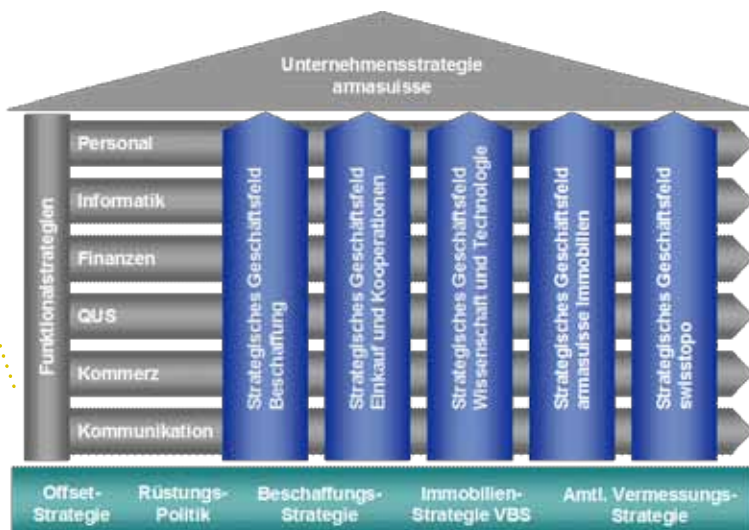 Unternehmensstrategie
armasuisse
Funktionalstrategien
Personal
Informatik
Finanzen
QUS
Kommerz
Kommunikation
Strategisches Geschäftsfeld
Beschaffung
Strategisches Geschäftsfeld
Einkauf und Kooperationen
Strategisches Geschäftsfeld
Wissenschaft und Technologie
Strategisches Geschäftsfeld
armasuisse Immobilien
Strategisches Geschäftsfeld
swisstopo
Offset-
Strategie
Rüstungs-
Politik
Beschaffungs-
Strategie
Immobilien-
Strategie VBS
Amtl. Vermessungs-
Strategie